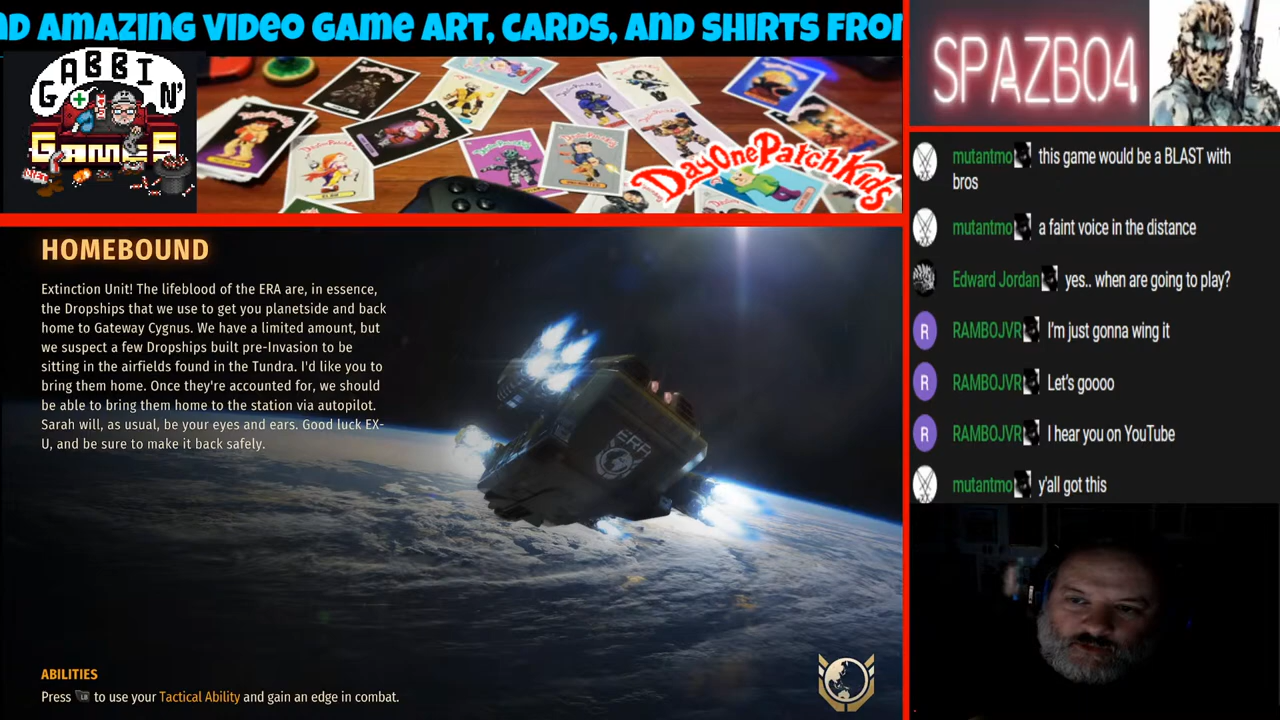 ND AMAZING VIDEO GAME ART, CARDS, AND SHIRTS FROM
GABBIN'
GAMES
DayOnePatchKids
SPAZB04
HOMEBOUND
Extinction Unit! The lifeblood of the ERA are, in essence,
the Dropships that we use to get you planetside and back
home to Gateway Cygnus. We have a limited amount, but
we suspect a few Dropships built pre-Invasion to be
sitting in the airfields found in the Tundra. I'd like you to
bring them home. Once they're accounted for, we should
be able to bring them home to the station via autopilot.
Sarah will, as usual, be your eyes and ears. Good luck EX-
U, and be sure to make it back safely.
ERA
ABILITIES
Press LB to use your Tactical Ability and gain an edge in combat.
mutantmo this game would be a BLAST with
bros
mutantmo a faint voice in the distance
Edward Jordan yes.. when are going to play?
R RAMBOJVR I'm just gonna wing it
R RAMBOJVR Let's goooo
R RAMBOJVR I hear you on YouTube
mutantmo y'all got this